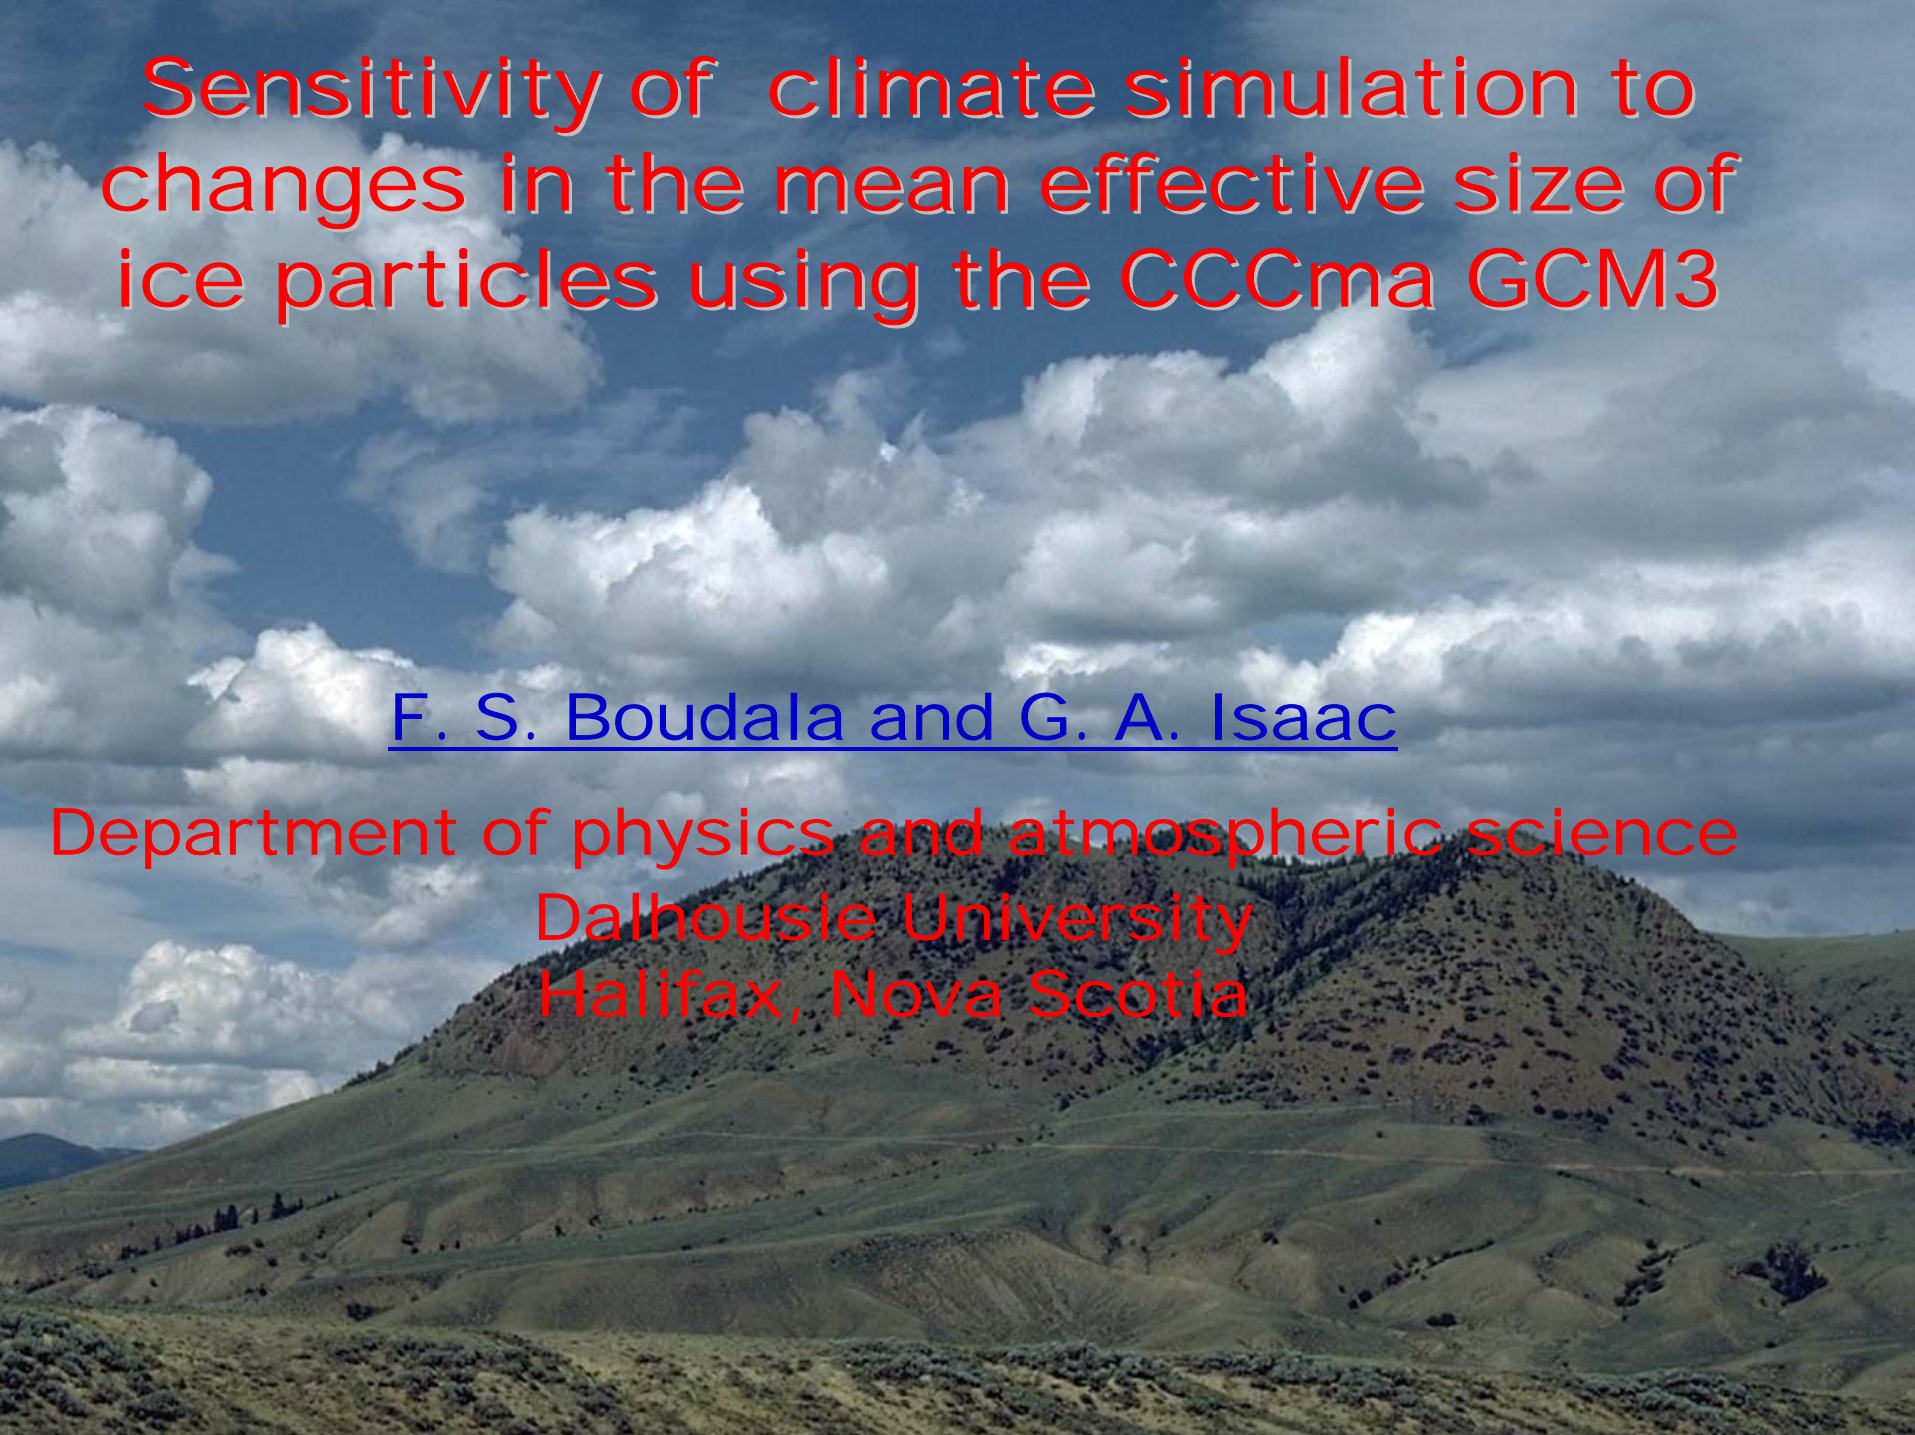 Sensitivity of climate simulation to
changes in the mean effective size of
ice particles using the CCCma GCM3
F. S. Boudala and G. A. Isaac
Department of physics and atmospheric science
Dalhousie University
Halifax, Nova Scotia